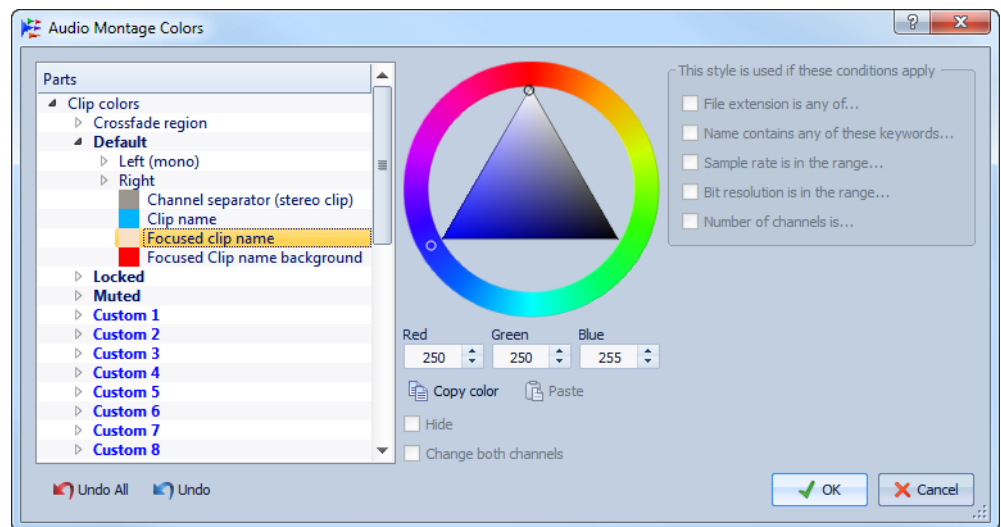 Audio Montage Colors
Parts
Clip colors
Crossfade region
Default
Left (mono)
Right
Channel separator (stereo clip)
Clip name
Focused clip name
Focused Clip name background
Locked
Muted
Custom 1
Custom 2
Custom 3
Custom 4
Custom 5
Custom 6
Custom 7
Custom 8
Undo All
Undo
Red Green Blue
250 250 255
Copy color Paste
Hide
Change both channels
This style is used if these conditions apply
File extension is any of...
Name contains any of these keywords...
Sample rate is in the range...
Bit resolution is in the range...
Number of channels is...
OK Cancel